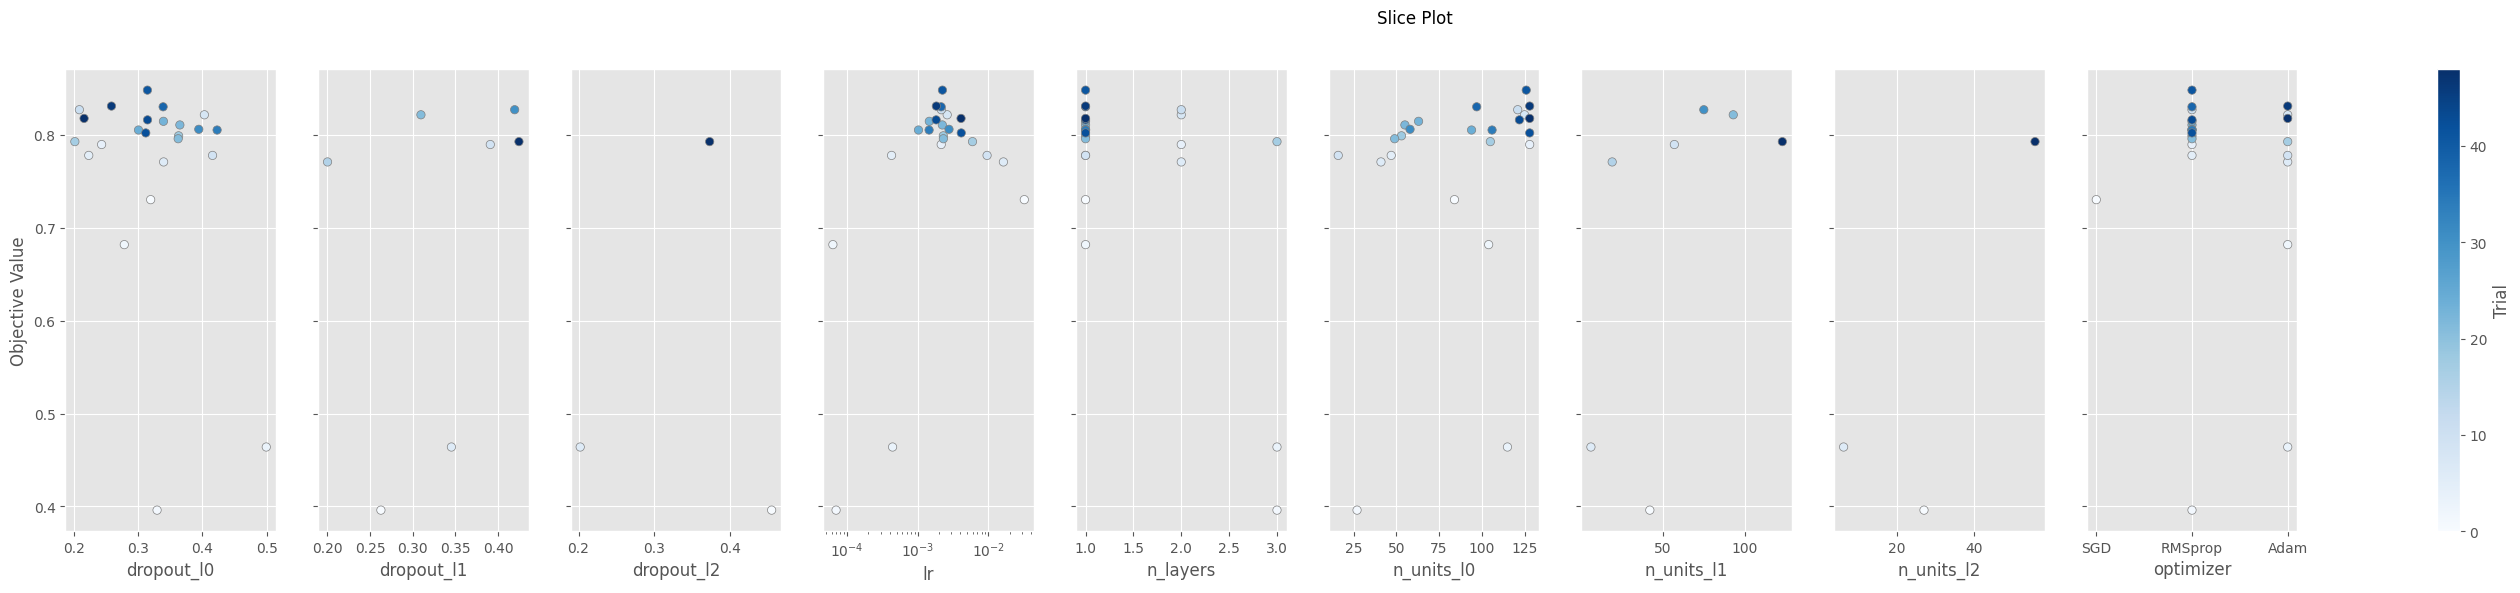 Slice Plot
Objective Value
0.8
0.7
0.6
0.5
0.4
0.2 0.3 0.4 0.5
dropout_l0
0.20 0.25 0.30 0.35 0.40
dropout_l1
0.2 0.3 0.4
dropout_l2
10⁻⁴ 10⁻³ 10⁻²
lr
1.0 1.5 2.0 2.5 3.0
n_layers
25 50 75 100 125
n_units_l0
50 100
n_units_l1
20 40
n_units_l2
SGD RMSprop Adam
optimizer
40
30
20
10
0
Trial